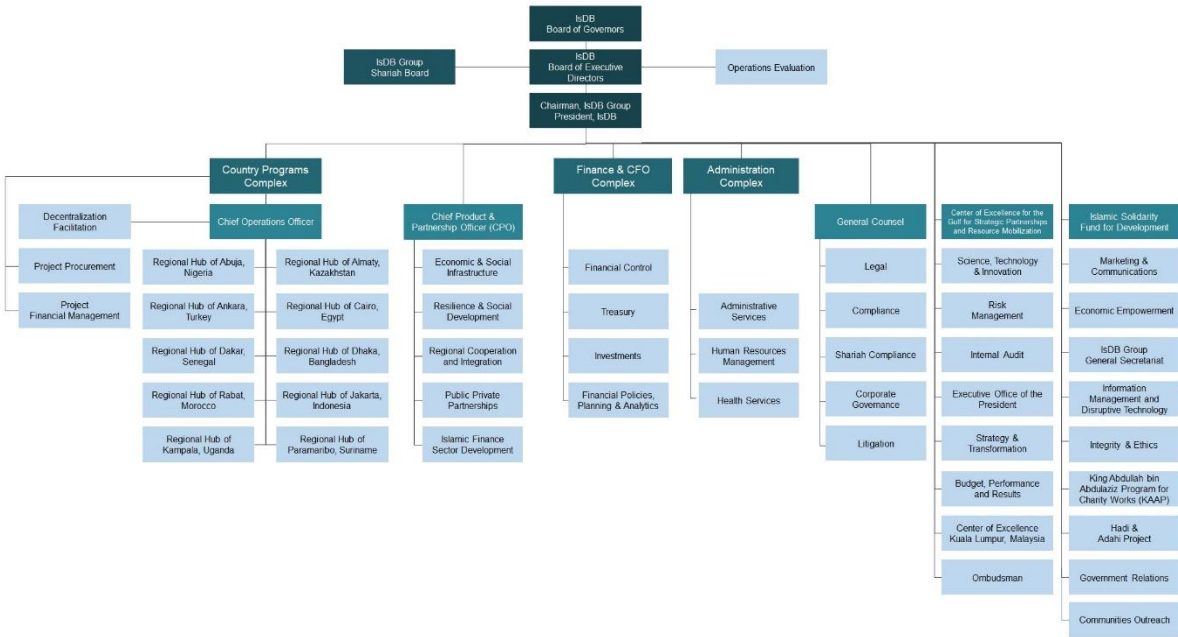 IsDB
Board of Governors
IsDB Group
Shariah Board
IsDB
Board of Executive
Directors
Operations Evaluation
Chairman, IsDB Group
President, IsDB
Country Programs
Complex
Finance & CFO
Complex
Administration
Complex
Decentralization
Facilitation
Chief Operations Officer
Chief Product &
Partnership Officer (CPO)
General Counsel
Center of Excellence for the
Gulf for Strategic Partnerships
and Resource Mobilization
Islamic Solidarity
Fund for Development
Project Procurement
Project
Financial Management
Regional Hub of Abuja,
Nigeria
Regional Hub of Ankara,
Turkey
Regional Hub of Dakar,
Senegal
Regional Hub of Rabat,
Morocco
Regional Hub of
Kampala, Uganda
Regional Hub of Almaty,
Kazakhstan
Regional Hub of Cairo,
Egypt
Regional Hub of Dhaka,
Bangladesh
Regional Hub of Jakarta,
Indonesia
Regional Hub of
Paramaribo, Suriname
Economic & Social
Infrastructure
Resilience & Social
Development
Regional Cooperation
and Integration
Public Private
Partnerships
Islamic Finance
Sector Development
Financial Control
Treasury
Investments
Financial Policies,
Planning & Analytics
Administrative
Services
Human Resources
Management
Health Services
Legal
Compliance
Shariah Compliance
Corporate
Governance
Litigation
Science, Technology
& Innovation
Risk
Management
Internal Audit
Executive Office of the
President
Strategy &
Transformation
Budget, Performance
and Results
Center of Excellence
Kuala Lumpur, Malaysia
Ombudsman
Marketing &
Communications
Economic Empowerment
IsDB Group
General Secretariat
Information
Management and
Disruptive Technology
Integrity & Ethics
King Abdullah bin
Abdulaziz Program for
Charity Works (KAAP)
Hadi &
Adahi Project
Government Relations
Communities Outreach